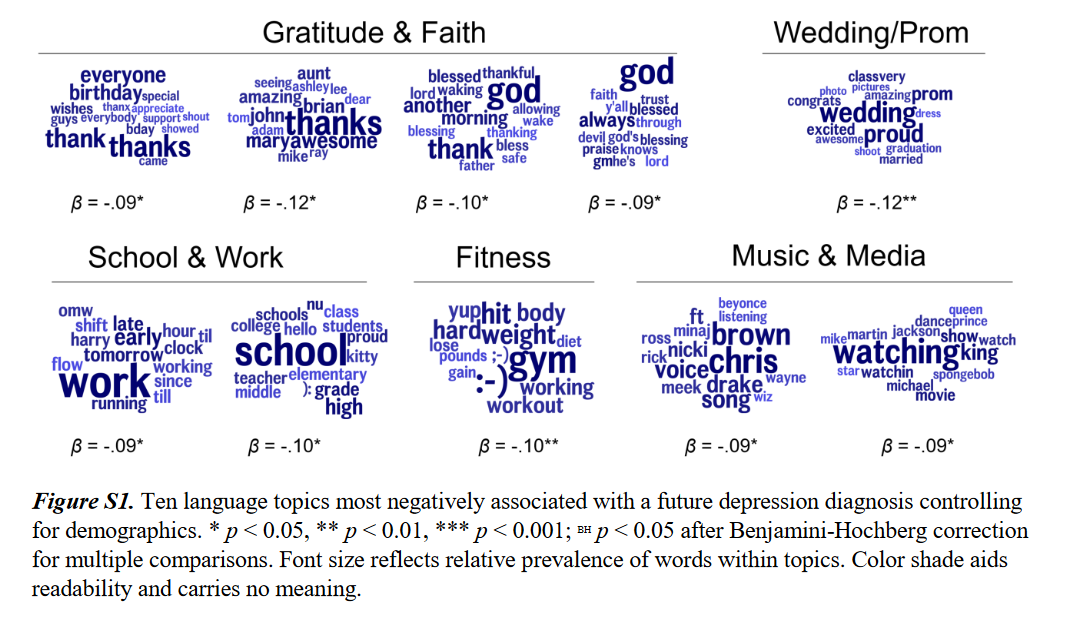 Gratitude & Faith
Wedding/Prom
everyone
birthday special
wishes thanx appreciate
guys everybody support shout
bday showed
thank thanks
came
aunt
seeing ashley lee
amazing brian dear
tom john thanks
adam
mary awesome
mike ray
blessed thankful
lord waking god
another allowing
morning wake
blessing thanking
thank bless
safe
father
god
faith trust
y'all blessed
always through
devil god's blessing
praise knows
gm he's lord
classvery
photo pictures
congrats amazing prom
wedding dress
excited proud
awesome
shoot graduation
married
β = -.09*
β = -.12*
β = -.10*
β = -.09*
β = -.12**
School & Work
Fitness
Music & Media
omw
shift late hour til
harry early
tomorrow clock
flow working
work since
till
running
nu
schools class
college hello students
proud
school kitty
teacher elementary
middle ): grade
high
yup hit body
hard weight diet
lose
pounds ;-) gym
gain :-)
working
workout
beyonce
ft listening
ross minaj brown
rick nicki chris
voice wayne
meek drake
song wiz
queen
dance prince
mike martin jackson show watch
watching king
star watchin spongebob
michael
movie
β = -.09*
β = -.10*
β = -.10**
β = -.09*
β = -.09*
Figure S1. Ten language topics most negatively associated with a future depression diagnosis controlling
for demographics. * p < 0.05, ** p < 0.01, *** p < 0.001; BH p < 0.05 after Benjamini-Hochberg correction
for multiple comparisons. Font size reflects relative prevalence of words within topics. Color shade aids
readability and carries no meaning.